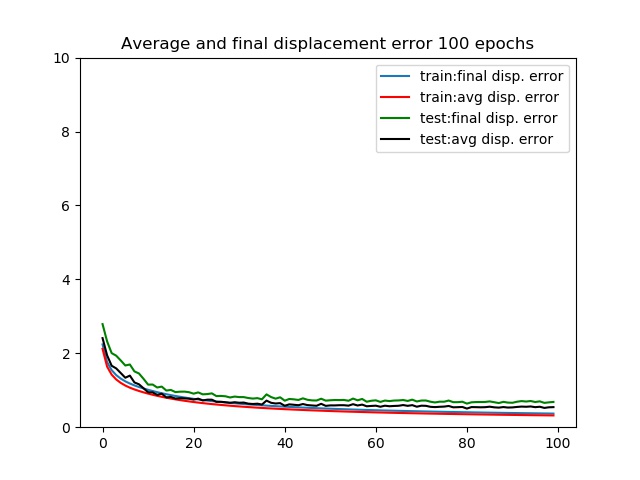 Average and final displacement error 100 epochs
train:final disp. error
train:avg disp. error
test:final disp. error
test:avg disp. error
10
8
6
4
2
0
0 20 40 60 80 100